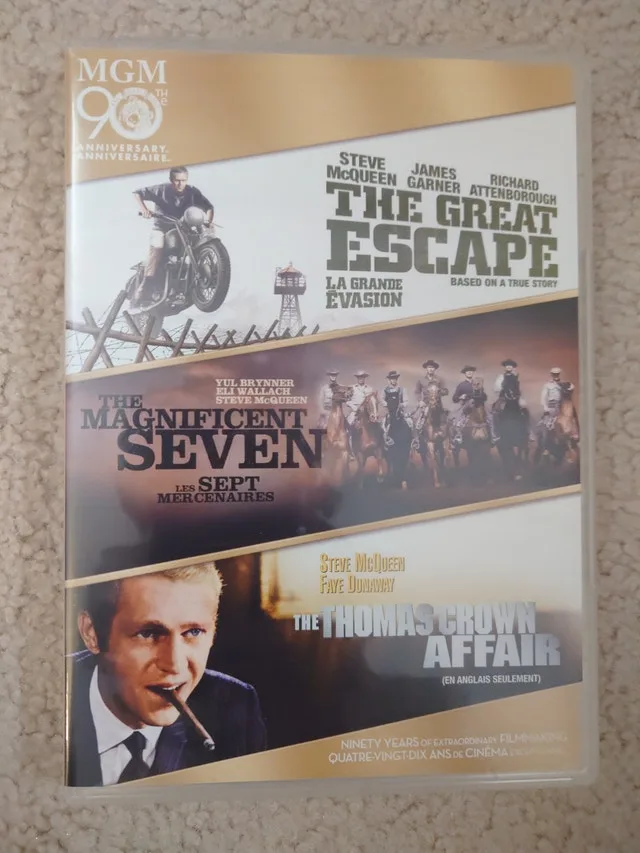 MGM
90TH e
ANNIVERSARY.
ANNIVERSAIRE.
STEVE McQUEEN JAMES GARNER RICHARD ATTENBOROUGH
THE GREAT
ESCAPE
LA GRANDE ÉVASION
BASED ON A TRUE STORY
YUL BRYNNER
ELI WALLACH
STEVE McQUEEN
THE
MAGNIFICENT
SEVEN
LES SEPT
MERCENAIRES
STEVE McQUEEN
FAYE DUNAWAY
THE THOMAS CROWN
AFFAIR
(EN ANGLAIS SEULEMENT)
NINETY YEARS OF EXTRAORDINARY FILMMAKING
QUATRE-VINGT-DIX ANS DE CINÉMA